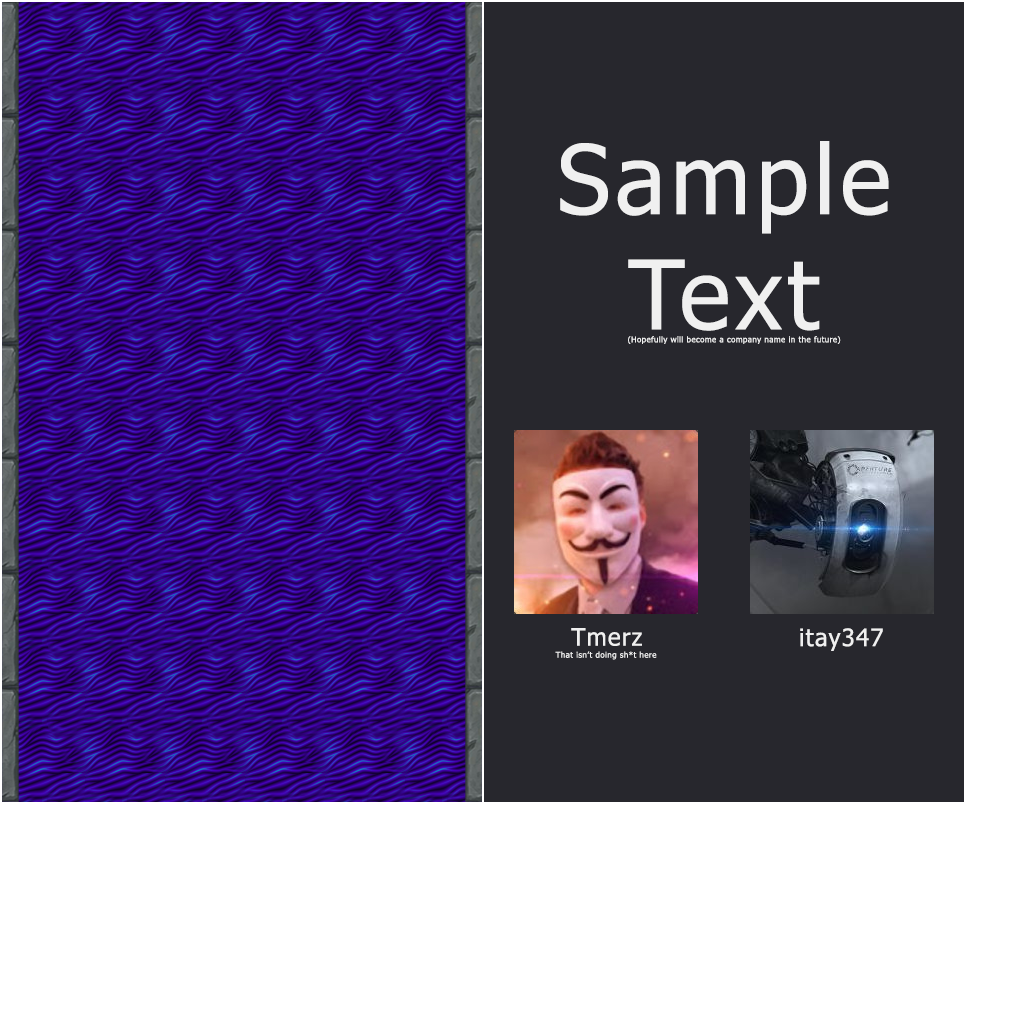 Sample
Text
(Hopefully will become a company name in the future)
Tmerz
itay347
That isn't doing sh*t here